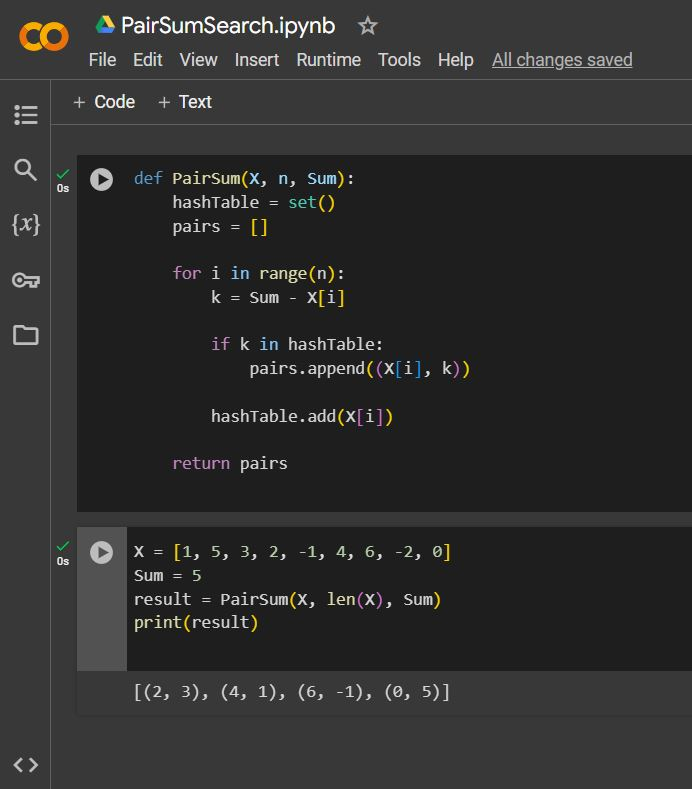 PairSumSearch.ipynb
File Edit View Insert Runtime Tools Help All changes saved
+ Code + Text
{x}
0s
def PairSum(X, n, Sum):
    hashTable = set()
    pairs = []
    for i in range(n):
        k = Sum - X[i]
        if k in hashTable:
            pairs.append((X[i], k))
        hashTable.add(X[i])
    return pairs
0s
X = [1, 5, 3, 2, -1, 4, 6, -2, 0]
Sum = 5
result = PairSum(X, len(X), Sum)
print(result)
[(2, 3), (4, 1), (6, -1), (0, 5)]